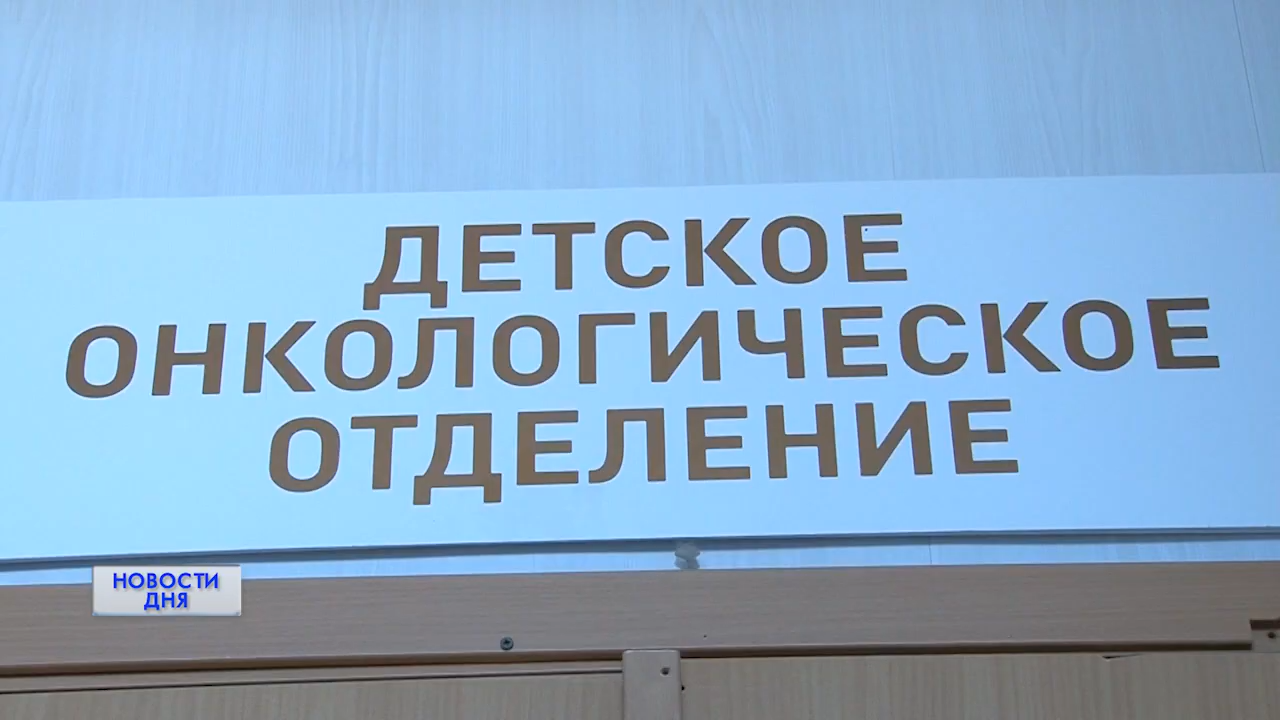 ДЕТСКОЕ
ОНКОЛОГИЧЕСКОЕ
ОТДЕЛЕНИЕ
НОВОСТИ
ДНЯ